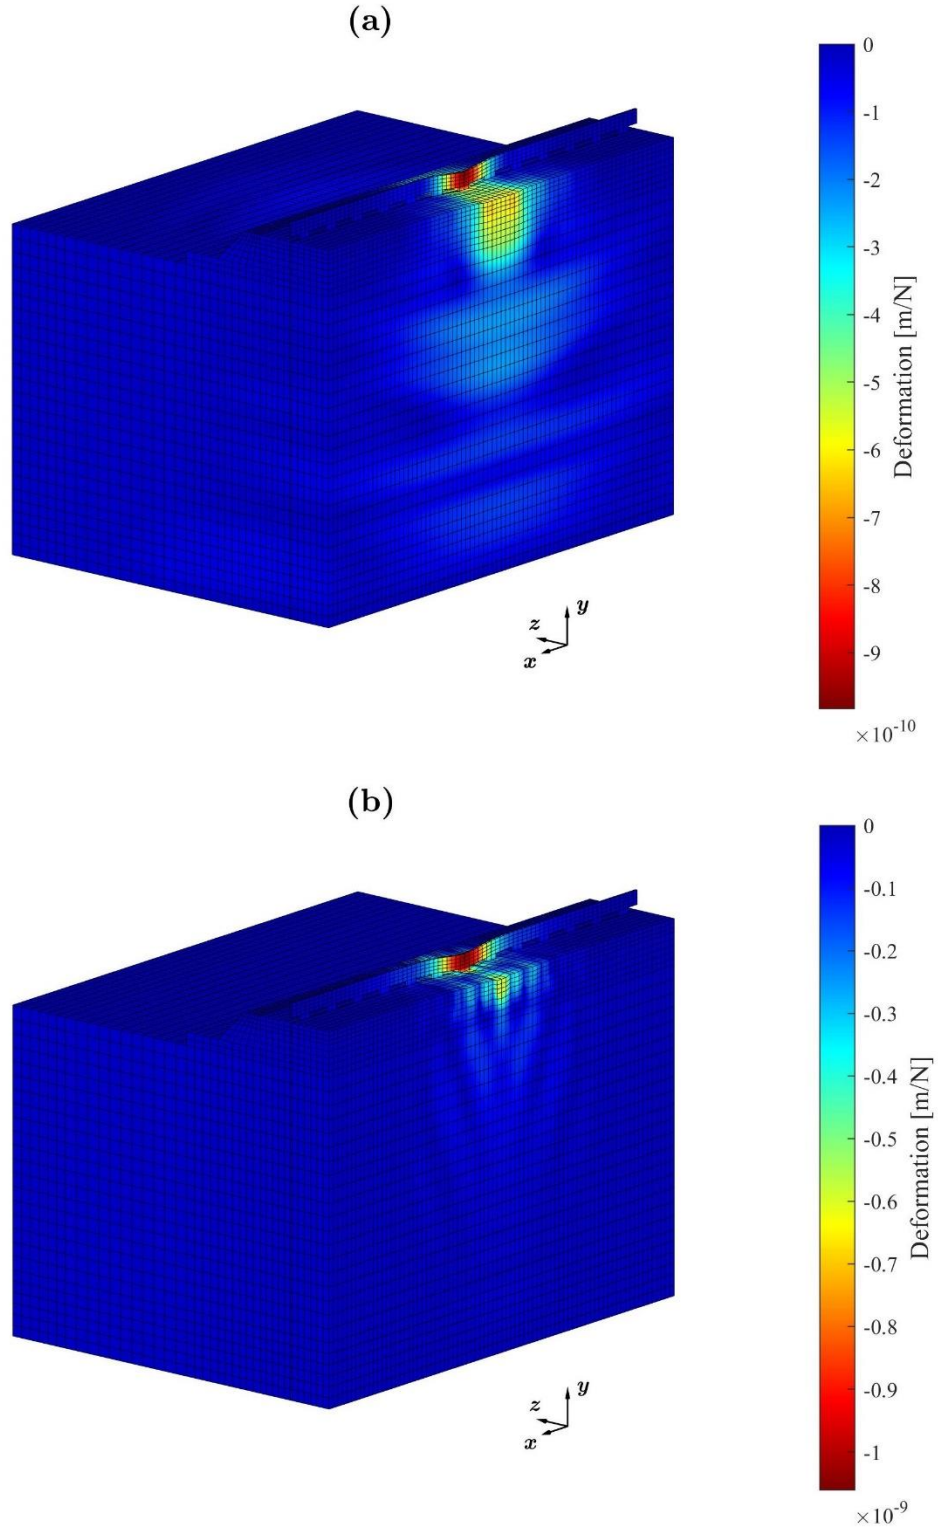 (a)
0
-1
-2
-3
-4
-5
-6
-7
-8
-9
Deformation [m/N]
×10⁻¹⁰
y
z
x
(b)
0
-0.1
-0.2
-0.3
-0.4
-0.5
-0.6
-0.7
-0.8
-0.9
-1
Deformation [m/N]
×10⁻⁹
y
z
x